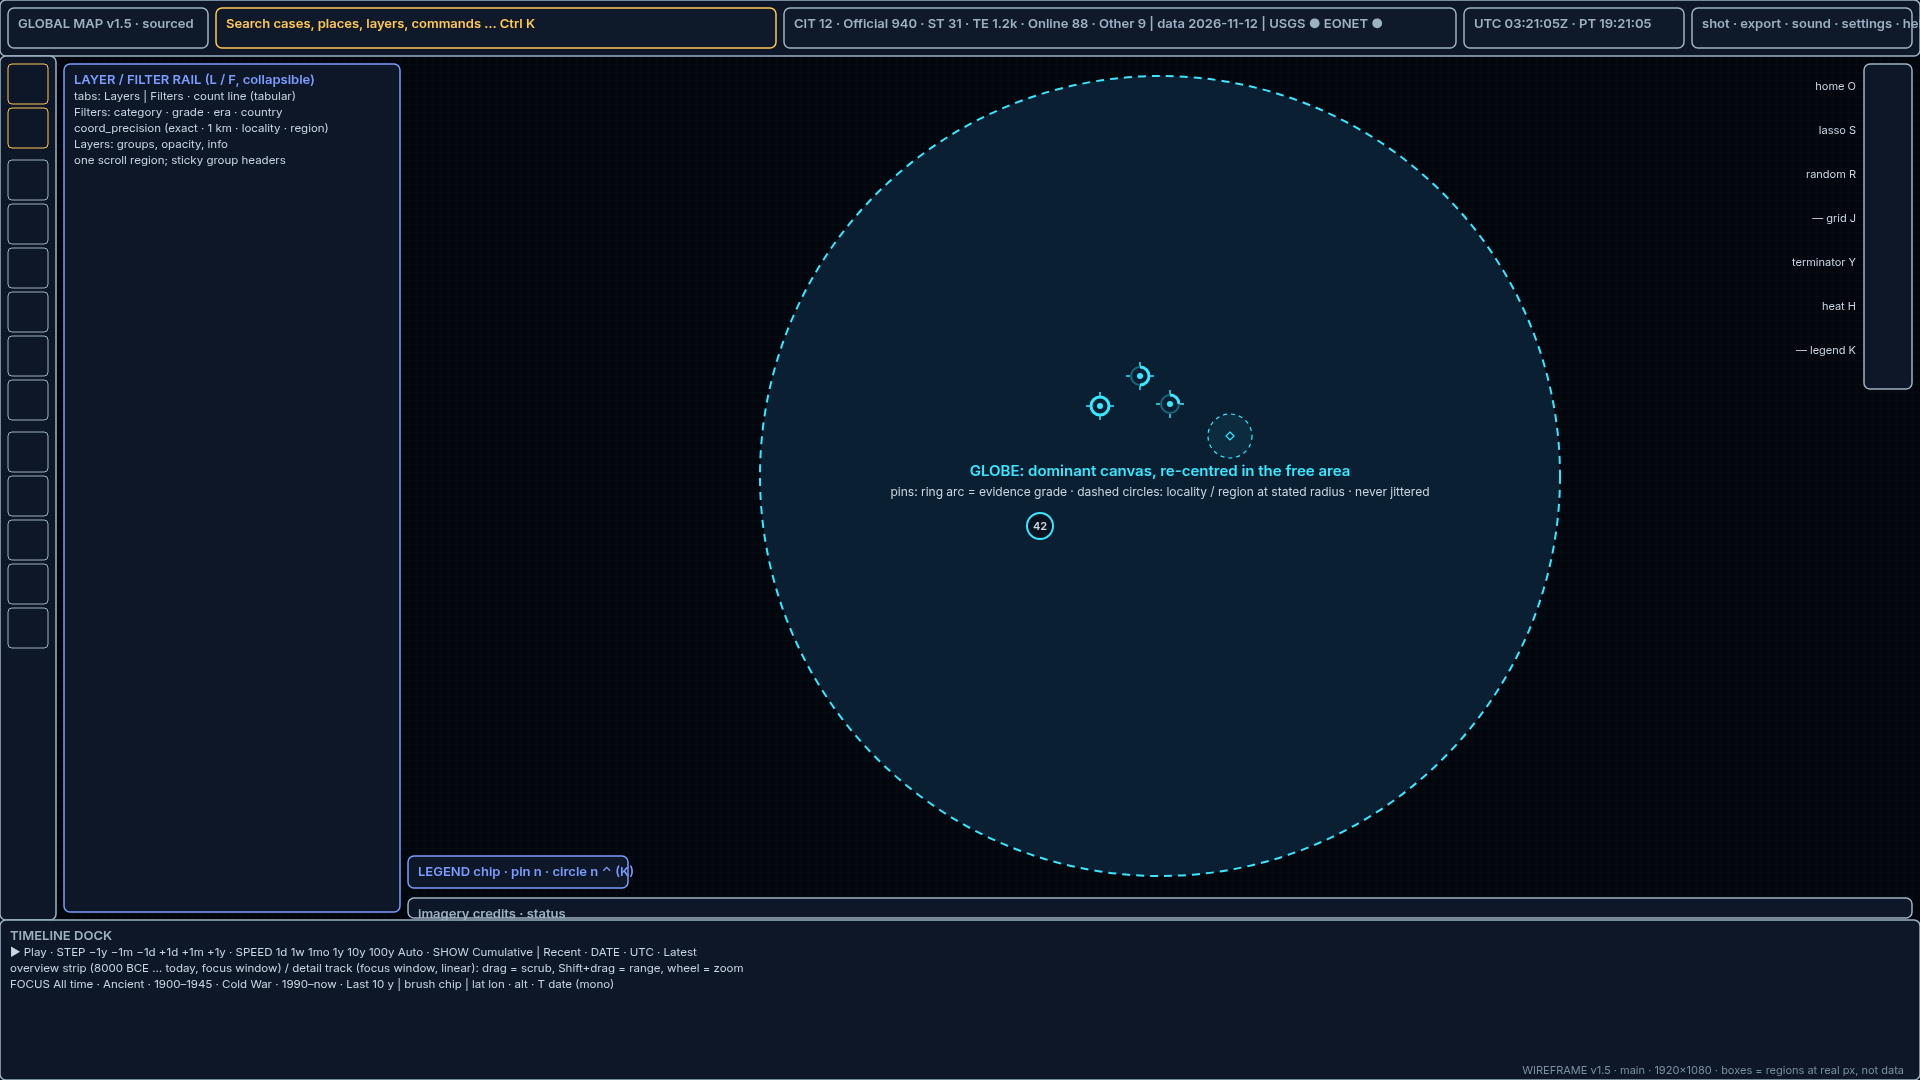 GLOBAL MAP v1.5 · sourced
Search cases, places, layers, commands ... Ctrl K
CIT 12 · Official 940 · ST 31 · TE 1.2k · Online 88 · Other 9 | data 2026-11-12 | USGS ● EONET ●
UTC 03:21:05Z · PT 19:21:05
shot · export · sound · settings · he
LAYER / FILTER RAIL (L / F, collapsible)
tabs: Layers | Filters · count line (tabular)
Filters: category · grade · era · country
coord_precision (exact · 1 km · locality · region)
Layers: groups, opacity, info
one scroll region; sticky group headers
home O
lasso S
random R
— grid J
terminator Y
heat H
— legend K
GLOBE: dominant canvas, re-centred in the free area
pins: ring arc = evidence grade · dashed circles: locality / region at stated radius · never jittered
42
LEGEND chip · pin n · circle n ^ (K)
imagery credits · status
TIMELINE DOCK
▶ Play · STEP −1y −1m −1d +1d +1m +1y · SPEED 1d 1w 1mo 1y 10y 100y Auto · SHOW Cumulative | Recent · DATE · UTC · Latest
overview strip (8000 BCE ... today, focus window) / detail track (focus window, linear): drag = scrub, Shift+drag = range, wheel = zoom
FOCUS All time · Ancient · 1900–1945 · Cold War · 1990–now · Last 10 y | brush chip | lat lon · alt · T date (mono)
WIREFRAME v1.5 · main · 1920×1080 · boxes = regions at real px, not data